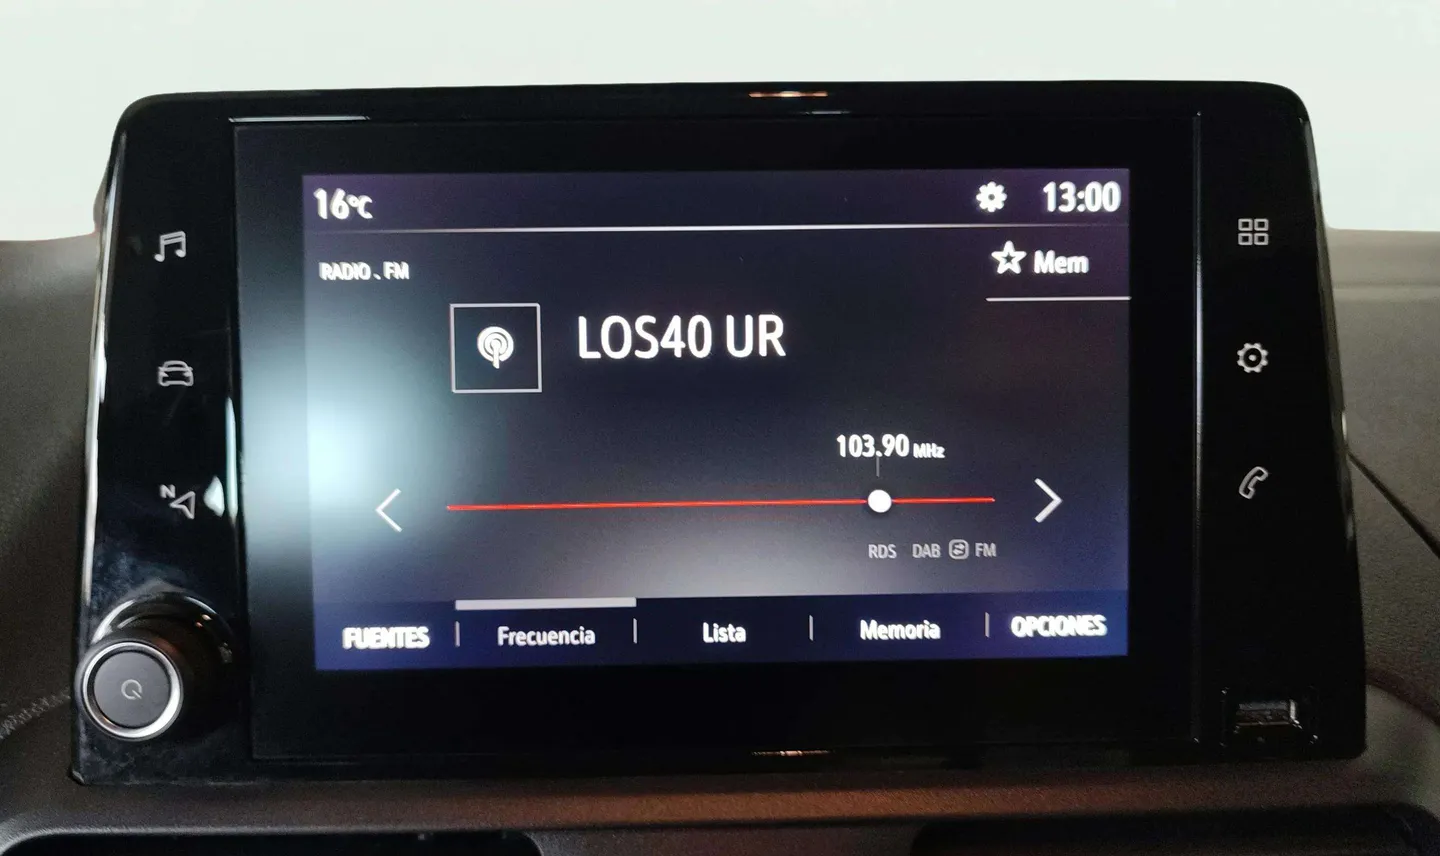 16°C
13:00
RADIO . FM
Mem
LOS40 UR
103.90 MHz
N
RDS DAB FM
FUENTES Frecuencia Lista Memoria OPCIONES